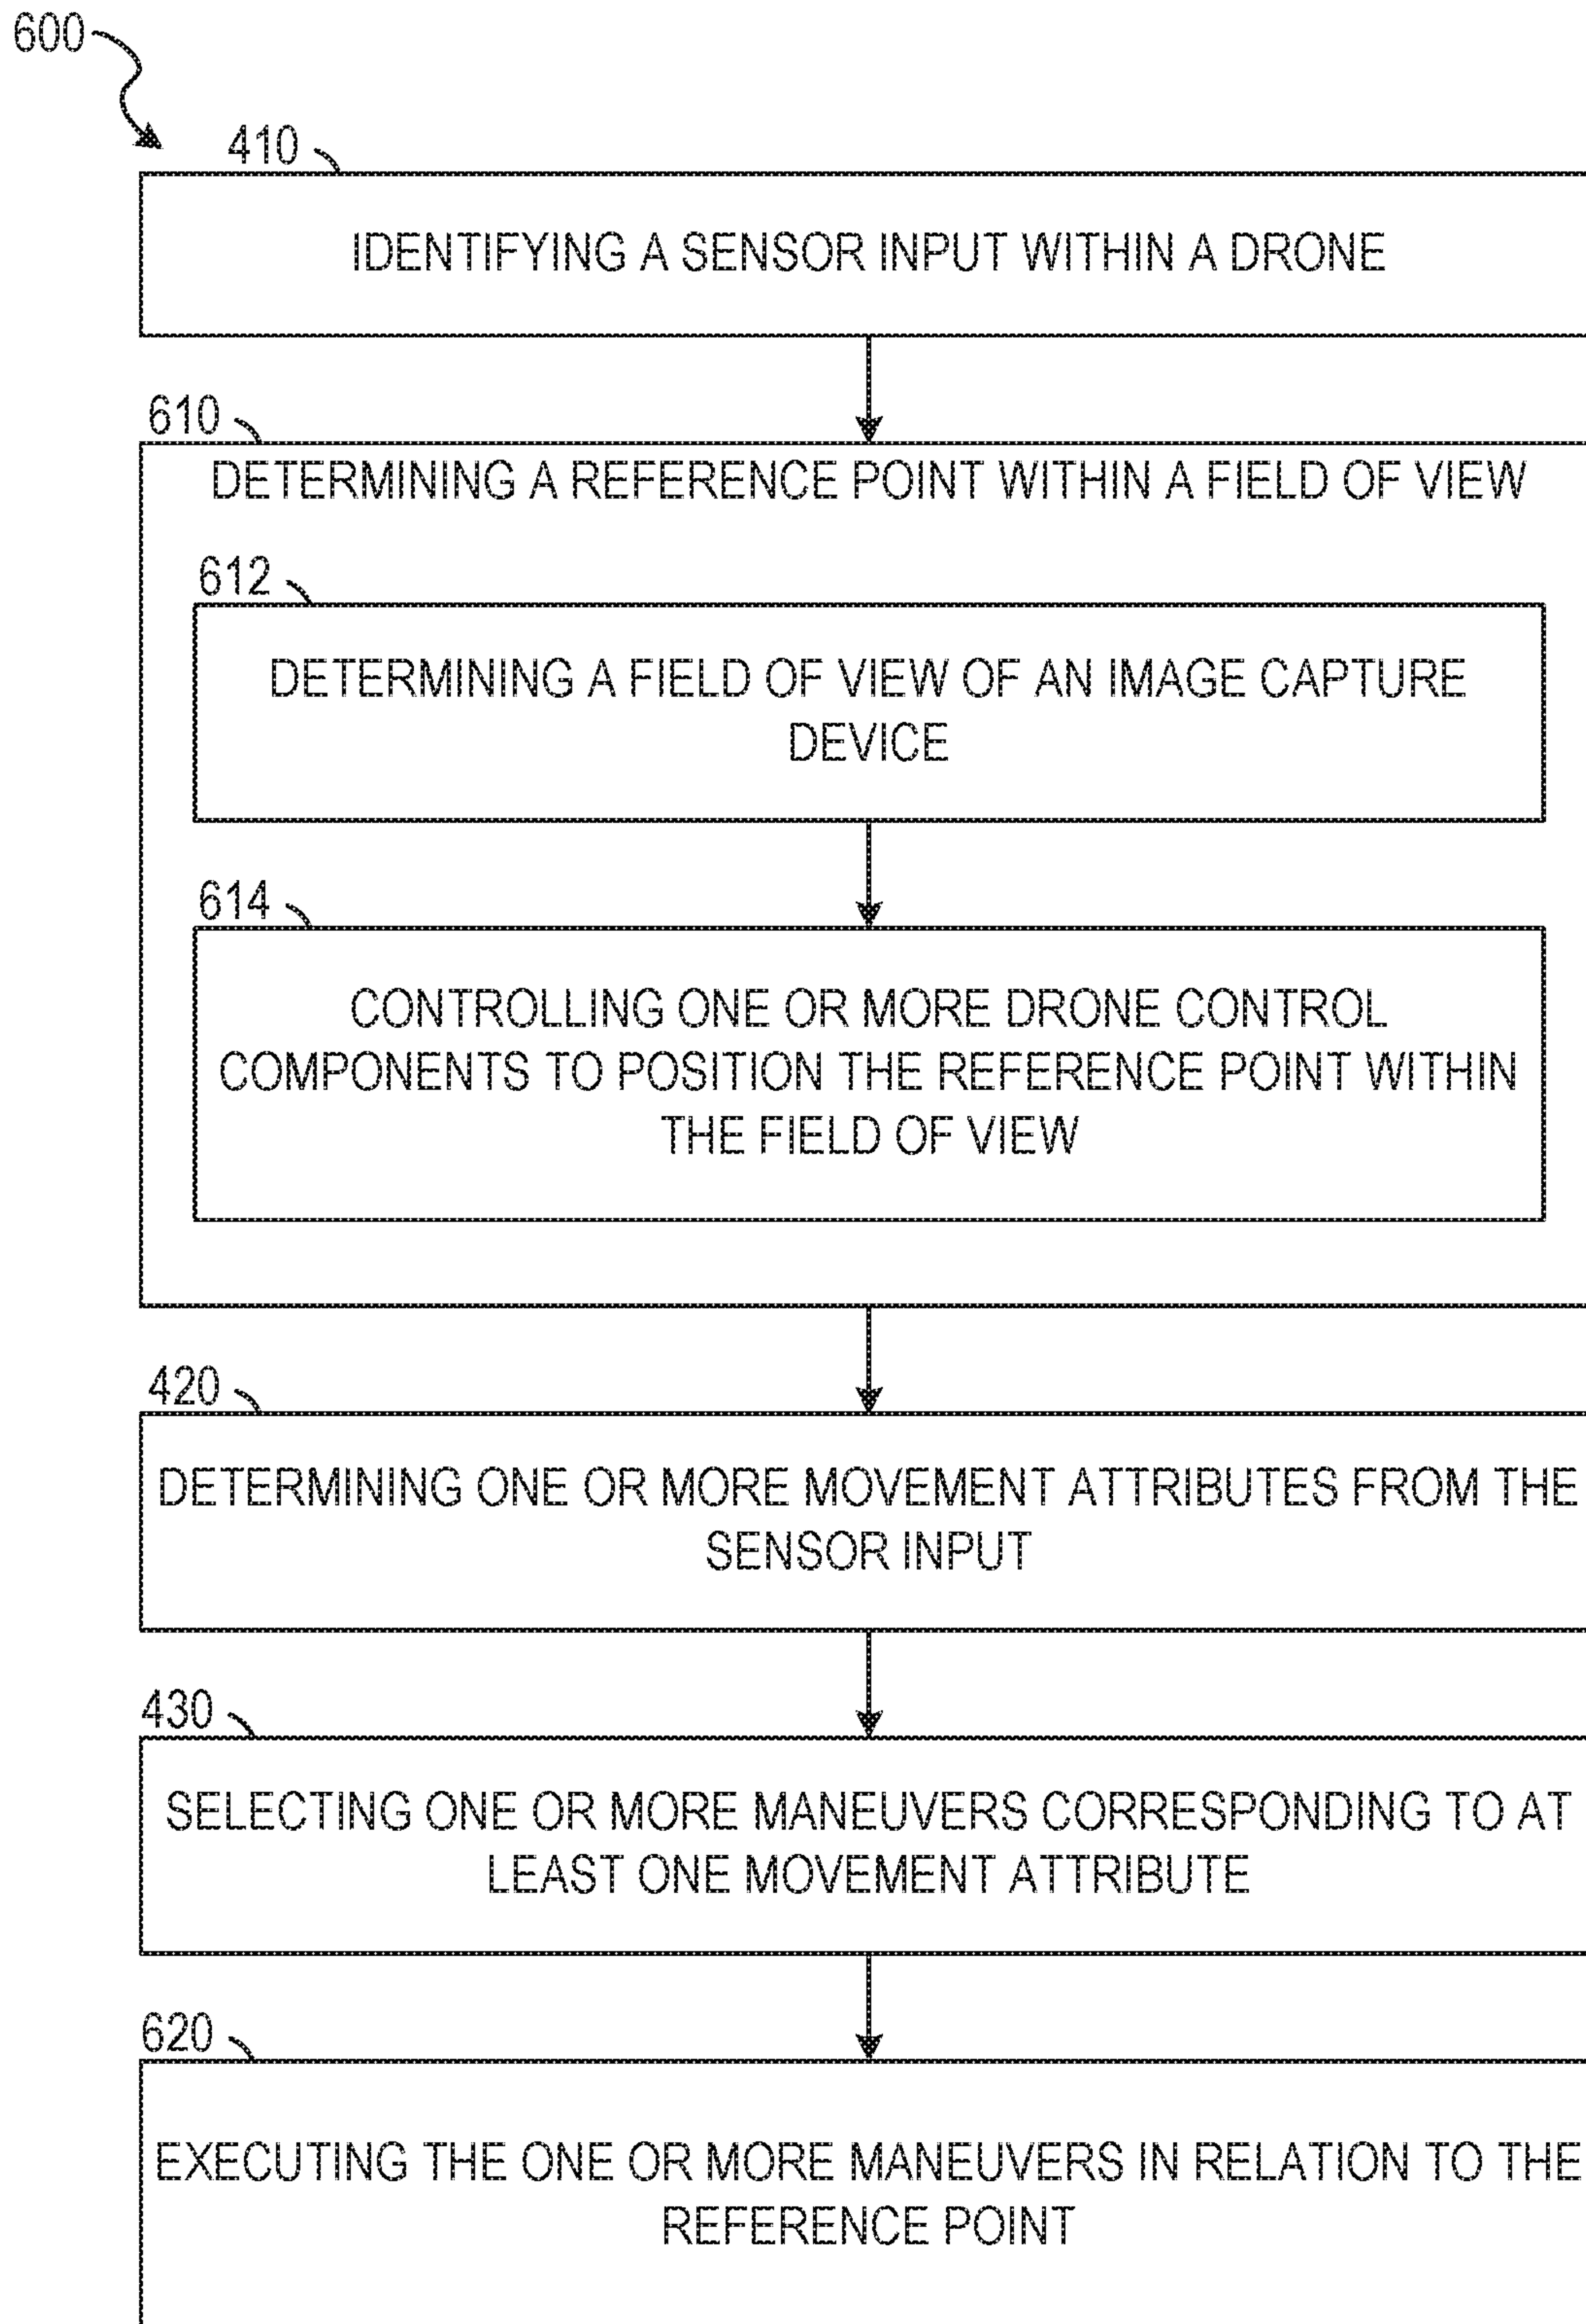 600
410
IDENTIFYING A SENSOR INPUT WITHIN A DRONE
610
DETERMINING A REFERENCE POINT WITHIN A FIELD OF VIEW
612
DETERMINING A FIELD OF VIEW OF AN IMAGE CAPTURE
DEVICE
614
CONTROLLING ONE OR MORE DRONE CONTROL
COMPONENTS TO POSITION THE REFERENCE POINT WITHIN
THE FIELD OF VIEW
420
DETERMINING ONE OR MORE MOVEMENT ATTRIBUTES FROM THE
SENSOR INPUT
430
SELECTING ONE OR MORE MANEUVERS CORRESPONDING TO AT
LEAST ONE MOVEMENT ATTRIBUTE
620
EXECUTING THE ONE OR MORE MANEUVERS IN RELATION TO THE
REFERENCE POINT